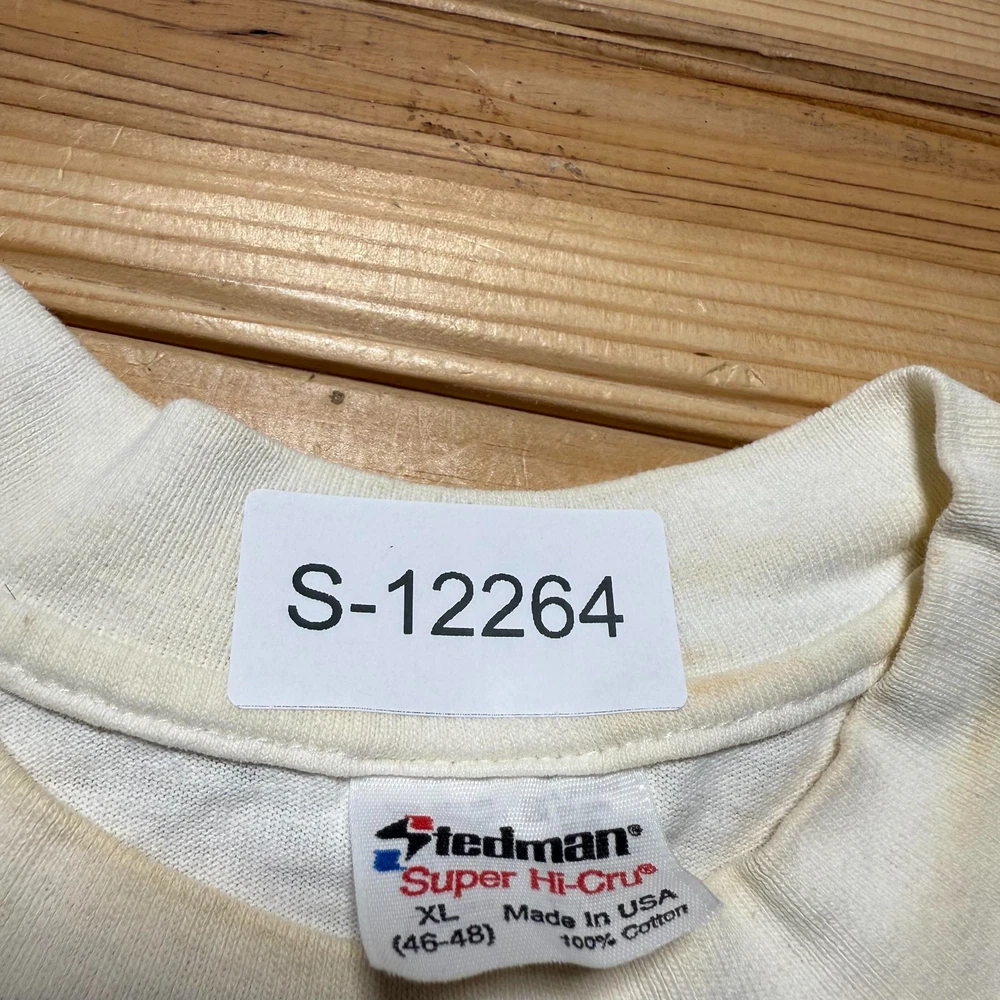 S-12264
Stedman®
Super Hi-Cru®
XL Made In USA
(46-48) 100% Cotton